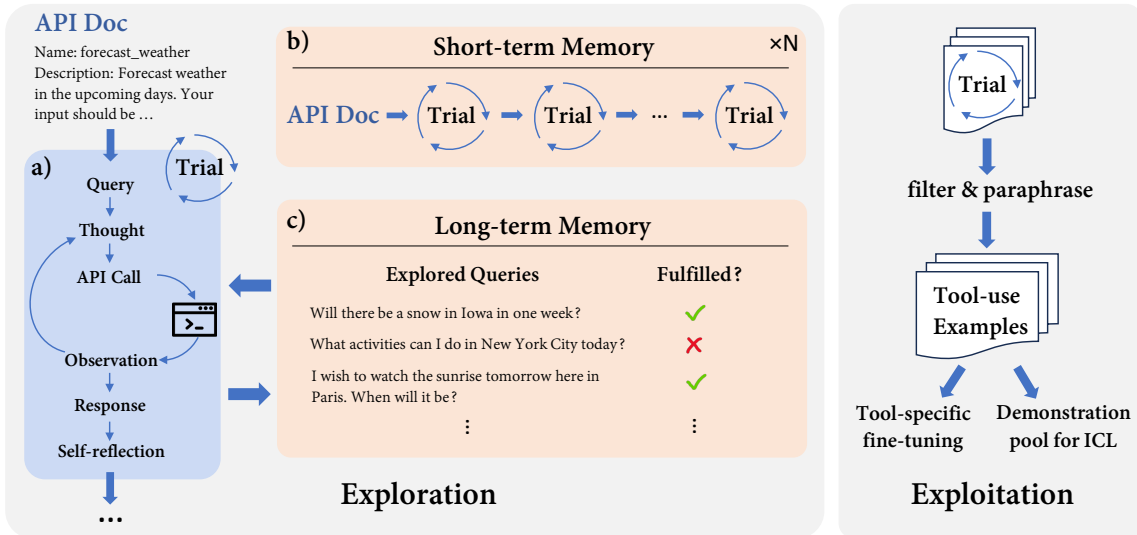 API Doc
Name: forecast_weather
Description: Forecast weather
in the upcoming days. Your
input should be ...
a)
Trial
Query
Thought
API Call
>_
Observation
Response
Self-reflection
...
b)
Short-term Memory
×N
API Doc
Trial
Trial
...
Trial
c)
Long-term Memory
Explored Queries
Fulfilled?
Will there be a snow in Iowa in one week?
What activities can I do in New York City today?
I wish to watch the sunrise tomorrow here in
Paris. When will it be?
⋮
⋮
Exploration
Trial
filter & paraphrase
Tool-use
Examples
Tool-specific
fine-tuning
Demonstration
pool for ICL
Exploitation